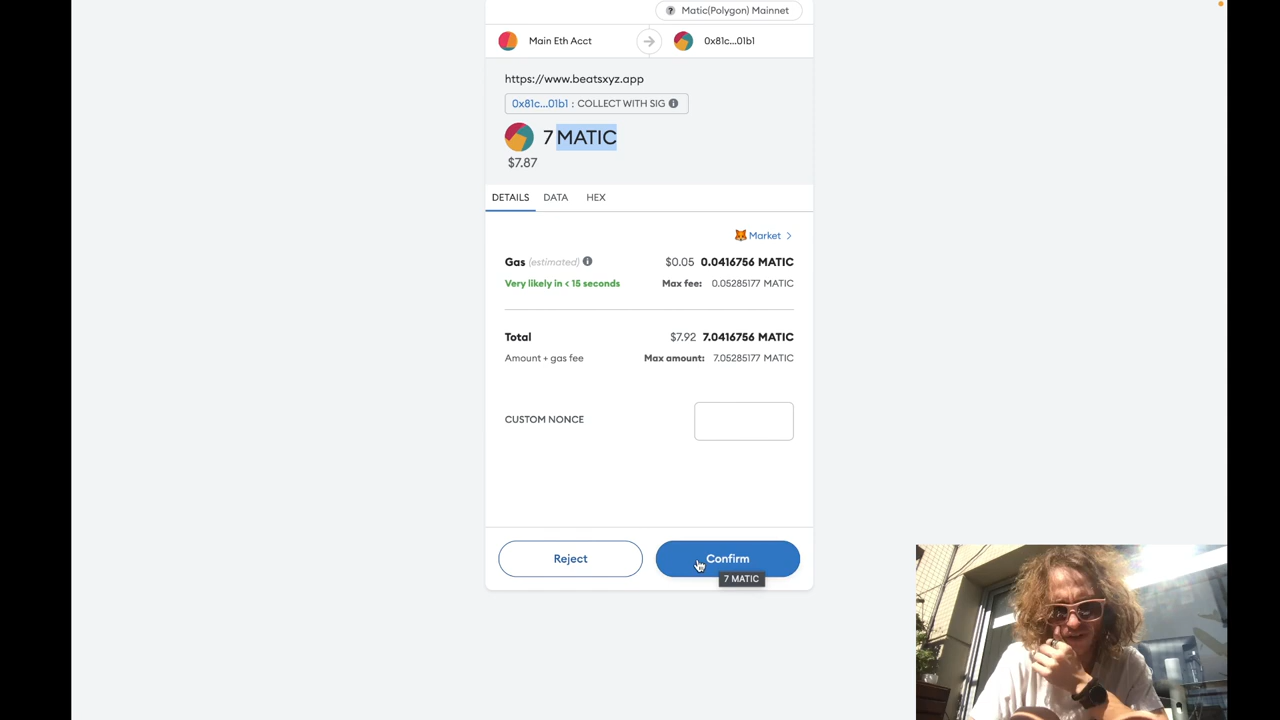 Matic(Polygon) Mainnet
Main Eth Acct 0x81c...01b1
https://www.beatsxyz.app
0x81c...01b1 : COLLECT WITH SIG
7 MATIC
$7.87
DETAILS DATA HEX
Market >
Gas (estimated) $0.05 0.0416756 MATIC
Very likely in < 15 seconds Max fee: 0.05285177 MATIC
Total $7.92 7.0416756 MATIC
Amount + gas fee Max amount: 7.05285177 MATIC
CUSTOM NONCE
Reject Confirm
7 MATIC